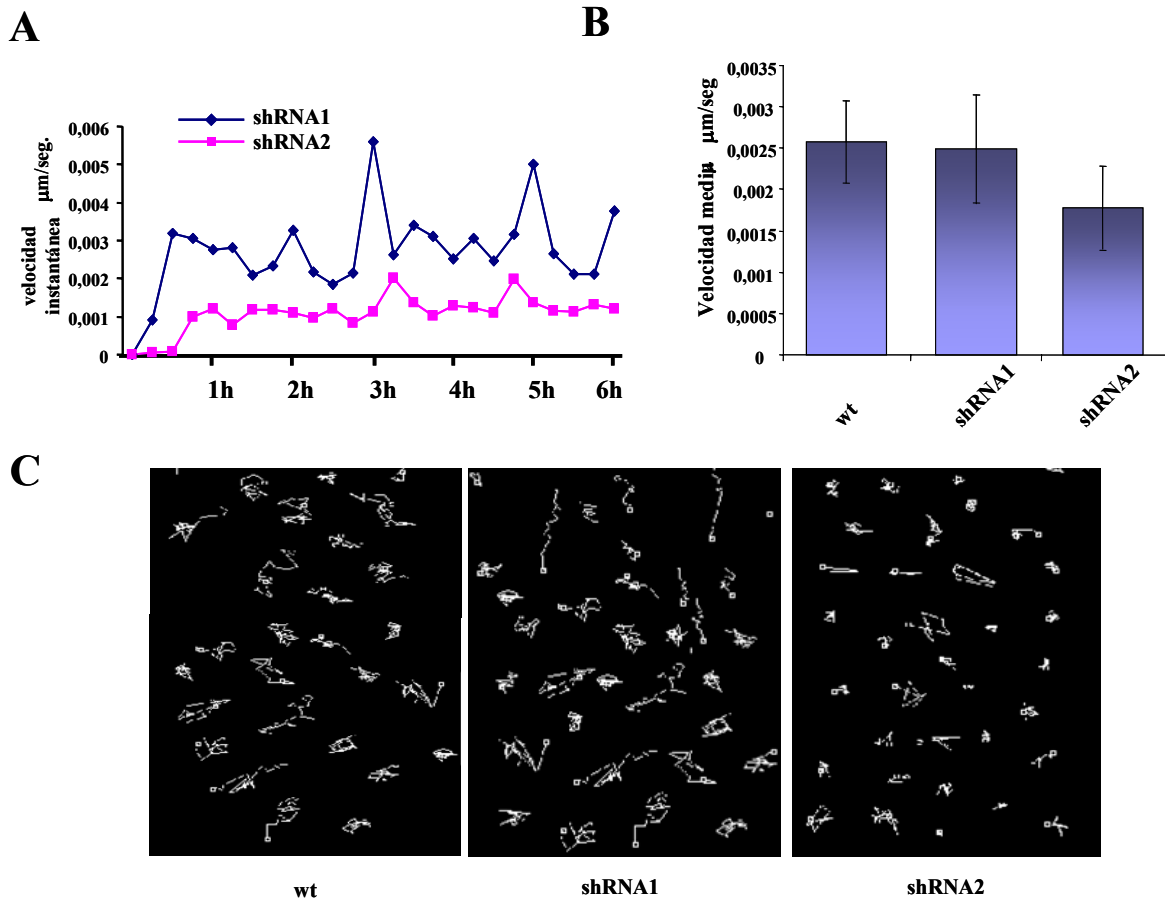 A
B
shRNA1
shRNA2
velocidad
instantánea μm/seg.
0,006
0,005
0,004
0,003
0,002
0,001
0
1h
2h
3h
4h
5h
6h
Velocidad media μm/seg
0,0035
0,003
0,0025
0,002
0,0015
0,001
0,0005
0
wt
shRNA1
shRNA2
C
wt
shRNA1
shRNA2